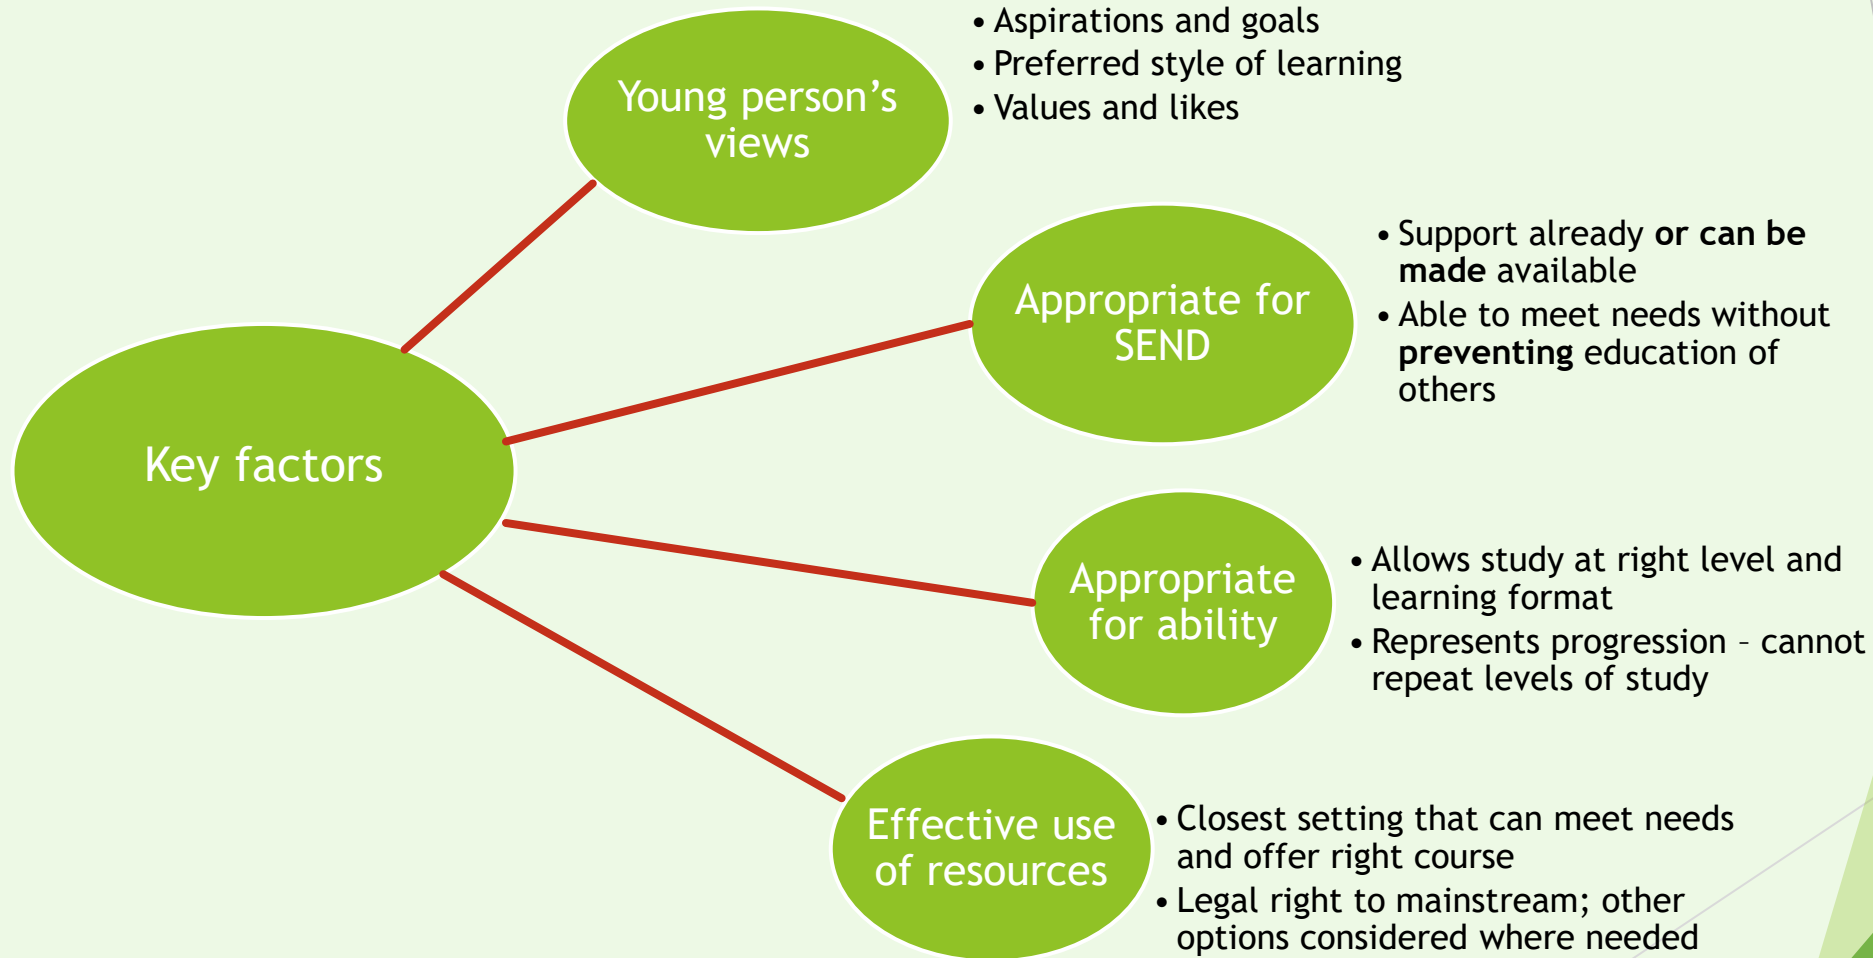 Key factors
Young person's
views
• Aspirations and goals
• Preferred style of learning
• Values and likes
Appropriate for
SEND
• Support already or can be
made available
• Able to meet needs without
preventing education of
others
Appropriate
for ability
• Allows study at right level and
learning format
• Represents progression – cannot
repeat levels of study
Effective use
of resources
• Closest setting that can meet needs
and offer right course
• Legal right to mainstream; other
options considered where needed